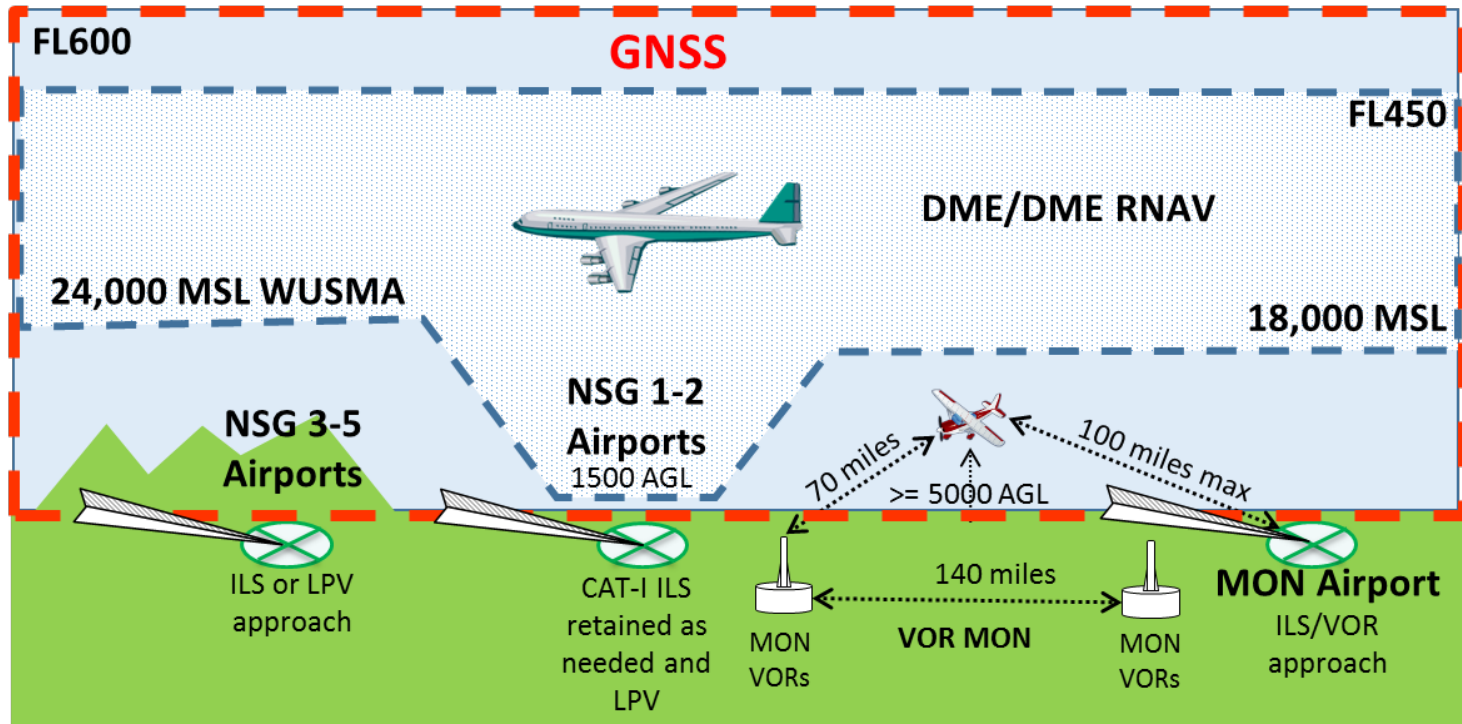 FL600
GNSS
FL450
DME/DME RNAV
24,000 MSL WUSMA
18,000 MSL
NSG 3-5
Airports
NSG 1-2
Airports
1500 AGL
70 miles
100 miles max
>= 5000 AGL
ILS or LPV
approach
CAT-I ILS
retained as
needed and
LPV
140 miles
MON
VORs
VOR MON
MON
VORs
MON Airport
ILS/VOR
approach